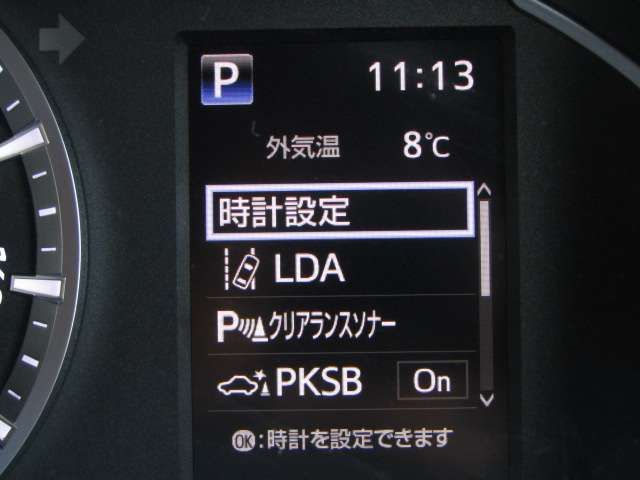 P 11:13
外気温 8℃
時計設定
LDA
P クリアランスソナー
PKSB On
OK:時計を設定できます